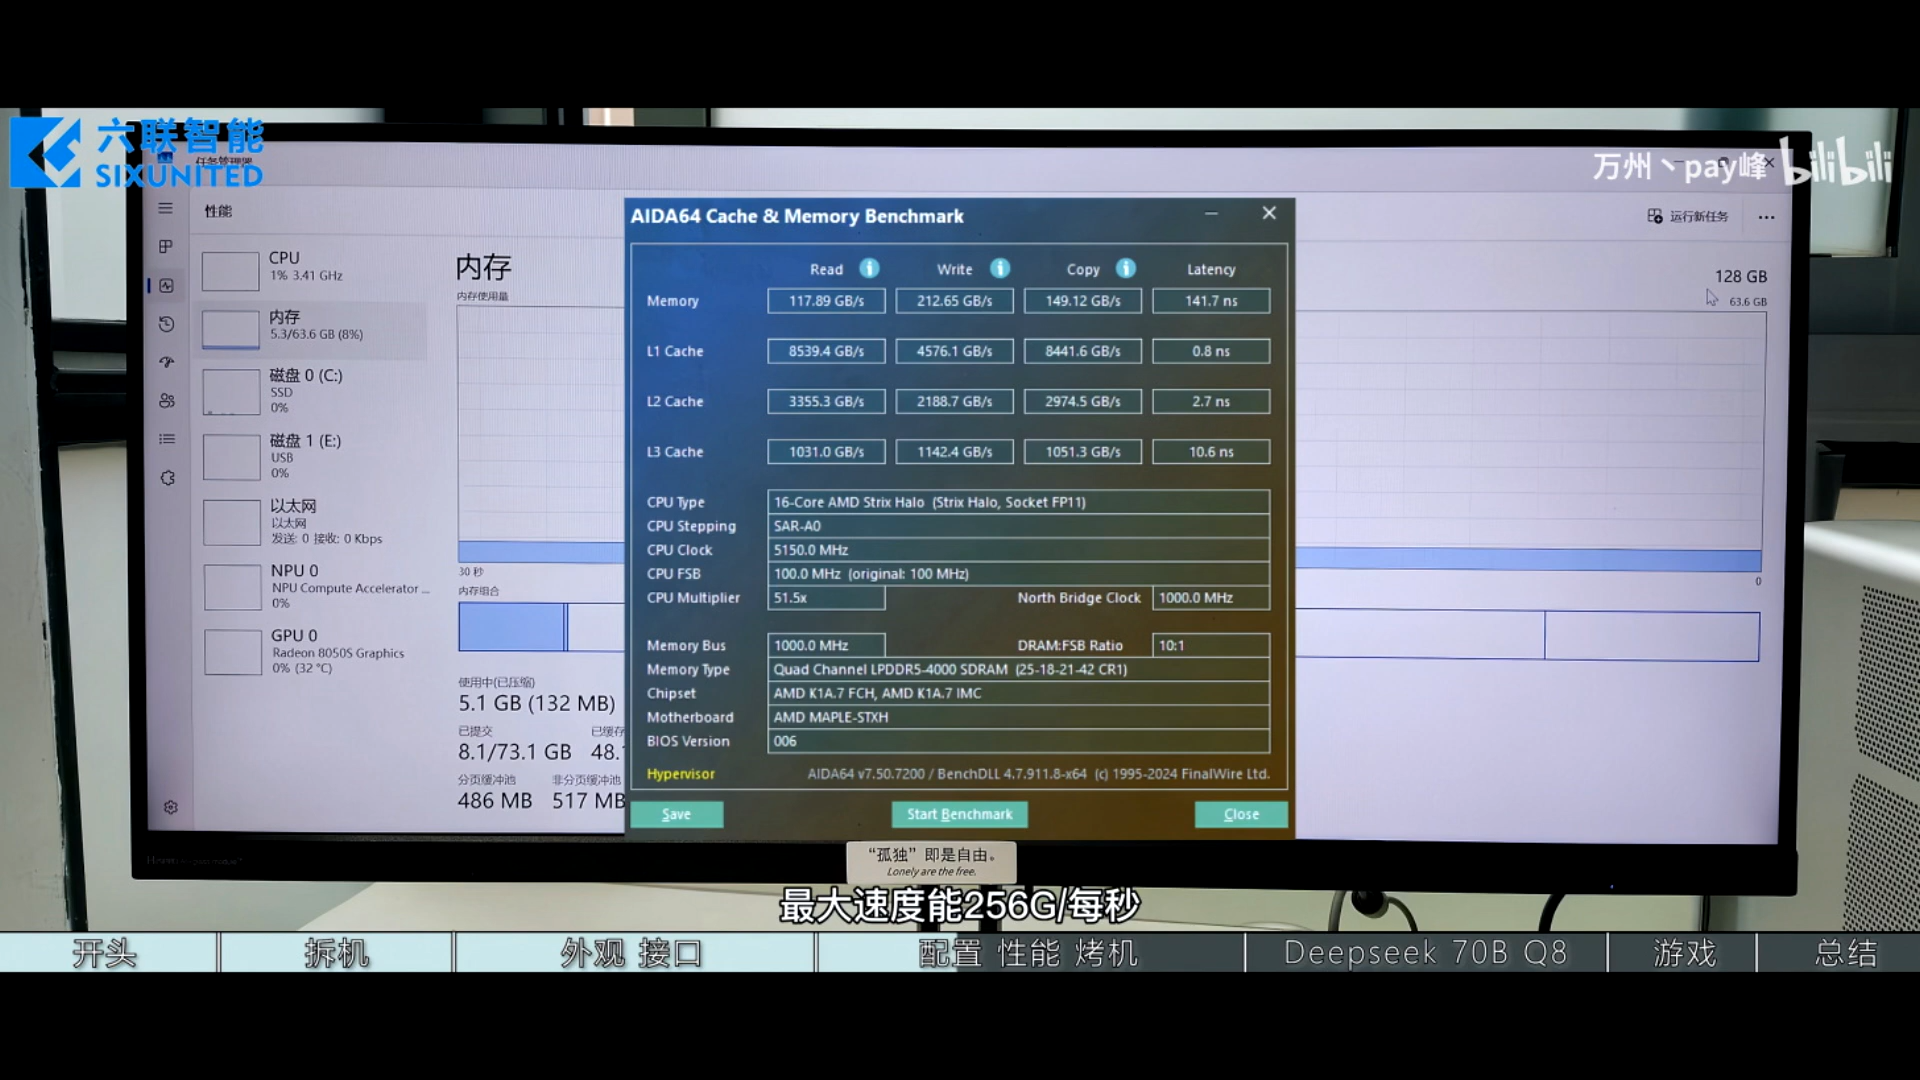 六联智能
SIXUNITED
任务管理器
万州丶pay峰 bilibili
性能
运行新任务
CPU
1% 3.41 GHz
内存
5.3/63.6 GB (8%)
磁盘 0 (C:)
SSD
0%
磁盘 1 (E:)
USB
0%
以太网
以太网
发送: 0 接收: 0 Kbps
NPU 0
NPU Compute Accelerator ...
0%
GPU 0
Radeon 8050S Graphics
0% (32 °C)
内存
内存使用量
128 GB
63.6 GB
30 秒
0
内存组合
使用中(已压缩)
5.1 GB (132 MB)
已提交 已缓存
8.1/73.1 GB 48.
分页缓冲池 非分页缓冲池
486 MB 517 MB
AIDA64 Cache & Memory Benchmark
Read Write Copy Latency
Memory 117.89 GB/s 212.65 GB/s 149.12 GB/s 141.7 ns
L1 Cache 8539.4 GB/s 4576.1 GB/s 8441.6 GB/s 0.8 ns
L2 Cache 3355.3 GB/s 2188.7 GB/s 2974.5 GB/s 2.7 ns
L3 Cache 1031.0 GB/s 1142.4 GB/s 1051.3 GB/s 10.6 ns
CPU Type 16-Core AMD Strix Halo (Strix Halo, Socket FP11)
CPU Stepping SAR-A0
CPU Clock 5150.0 MHz
CPU FSB 100.0 MHz (original: 100 MHz)
CPU Multiplier 51.5x North Bridge Clock 1000.0 MHz
Memory Bus 1000.0 MHz DRAM:FSB Ratio 10:1
Memory Type Quad Channel LPDDR5-4000 SDRAM (25-18-21-42 CR1)
Chipset AMD K1A.7 FCH, AMD K1A.7 IMC
Motherboard AMD MAPLE-STXH
BIOS Version 006
Hypervisor AIDA64 v7.50.7200 / BenchDLL 4.7.911.8-x64 (c) 1995-2024 FinalWire Ltd.
Save Start Benchmark Close
“孤独”即是自由。
Lonely are the free.
最大速度能256G/每秒
开头 拆机 外观 接口 配置 性能 烤机 Deepseek 70B Q8 游戏 总结